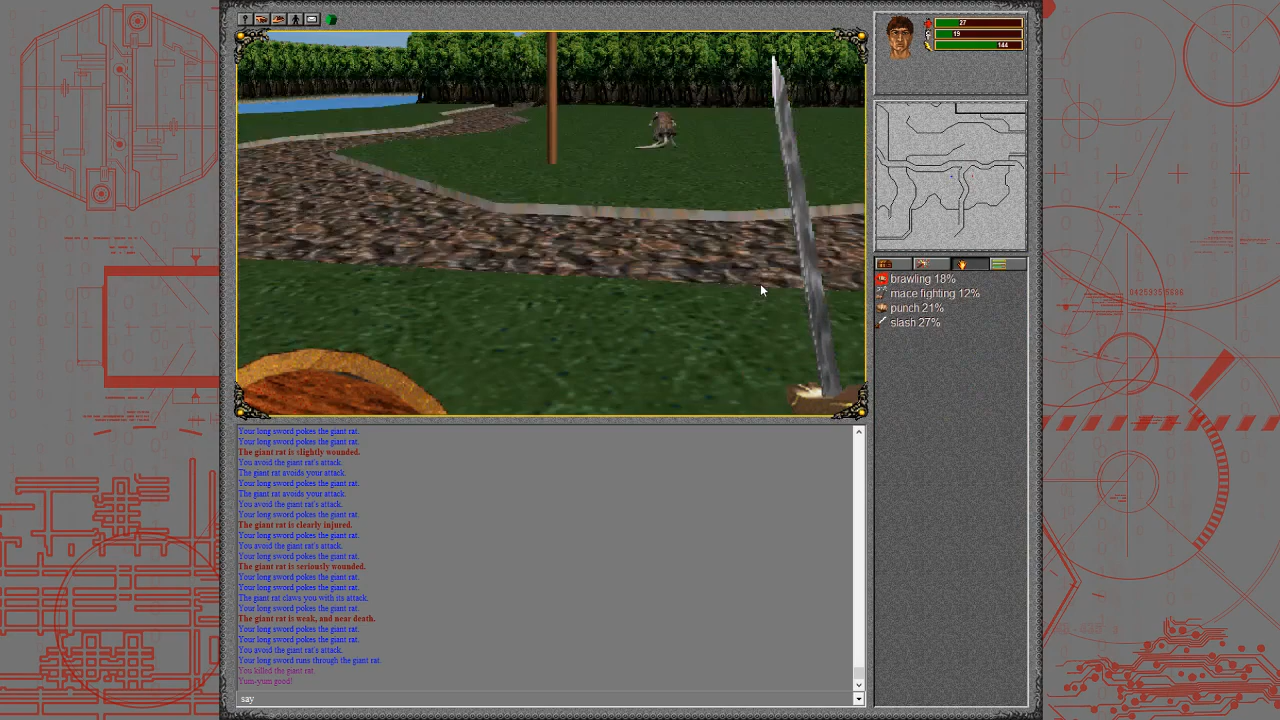 27
19
144
brawling 18%
mace fighting 12%
punch 21%
slash 27%
Your long sword pokes the giant rat.
Your long sword pokes the giant rat.
The giant rat is slightly wounded.
You avoid the giant rat's attack.
The giant rat avoids your attack.
Your long sword pokes the giant rat.
The giant rat avoids your attack.
You avoid the giant rat's attack.
Your long sword pokes the giant rat.
The giant rat is clearly injured.
Your long sword pokes the giant rat.
You avoid the giant rat's attack.
Your long sword pokes the giant rat.
The giant rat is seriously wounded.
Your long sword pokes the giant rat.
Your long sword pokes the giant rat.
The giant rat claws you with its attack.
Your long sword pokes the giant rat.
The giant rat is weak, and near death.
Your long sword pokes the giant rat.
Your long sword pokes the giant rat.
You avoid the giant rat's attack.
Your long sword runs through the giant rat.
You killed the giant rat.
Yum-yum good!
say